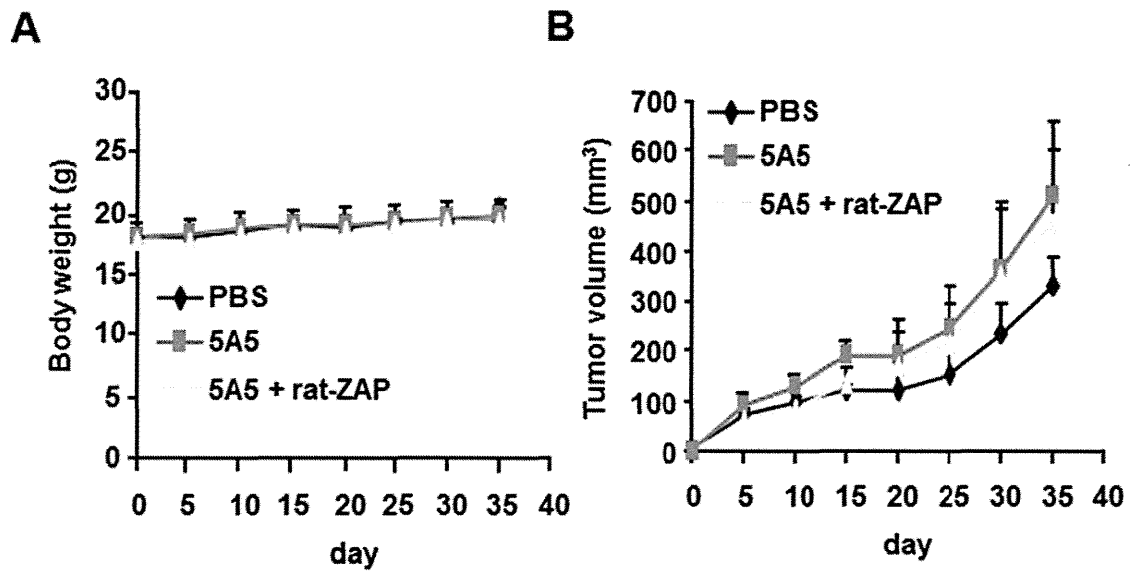 A
Body weight (g)
30
25
20
15
10
5
0
PBS
5A5
5A5 + rat-ZAP
0 5 10 15 20 25 30 35 40
day
B
Tumor volume (mm³)
700
600
500
400
300
200
100
0
PBS
5A5
5A5 + rat-ZAP
0 5 10 15 20 25 30 35 40
day